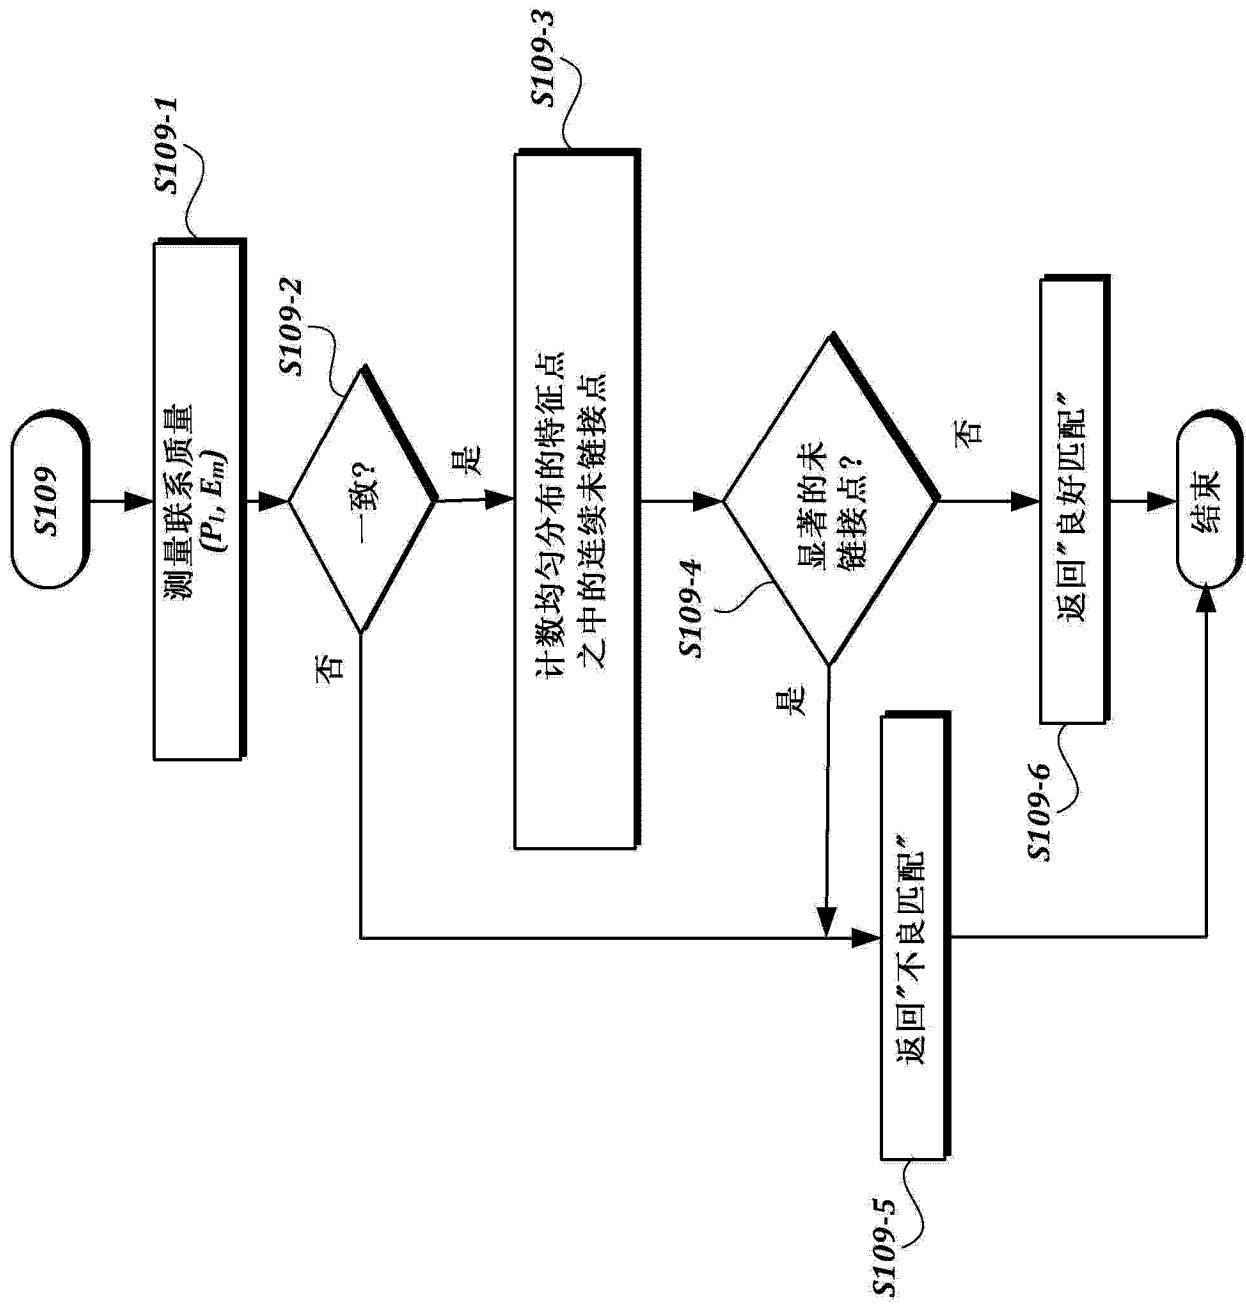 S109
S109-1
测量联系质量
(Pl, Em)
S109-2
一致?
否
是
S109-3
计数均匀分布的特征点
之中的连续未链接点
S109-4
显著的未
链接点?
是
否
S109-5
返回"不良匹配"
S109-6
返回"良好匹配"
结束